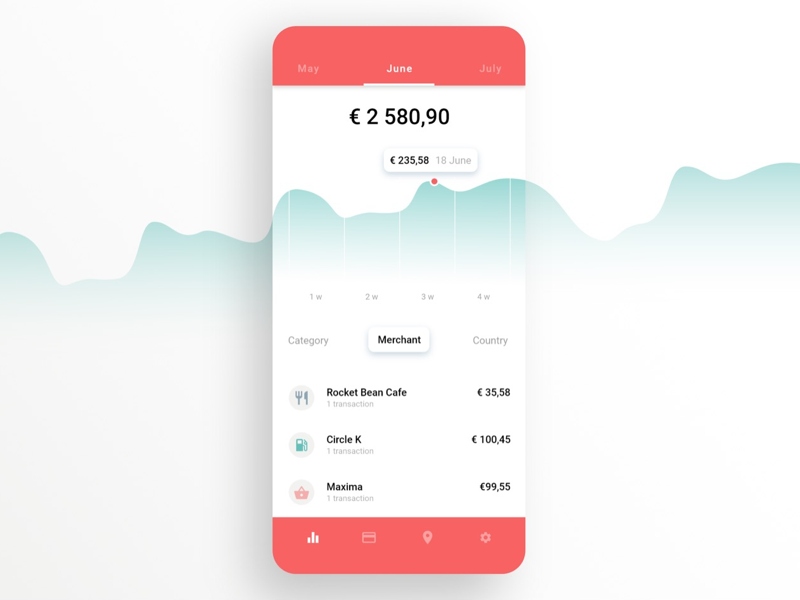 May June July
€ 2 580,90
€ 235,58 18 June
1 w 2 w 3 w 4 w
Category Merchant Country
Rocket Bean Cafe € 35,58
1 transaction
Circle K € 100,45
1 transaction
Maxima €99,55
1 transaction